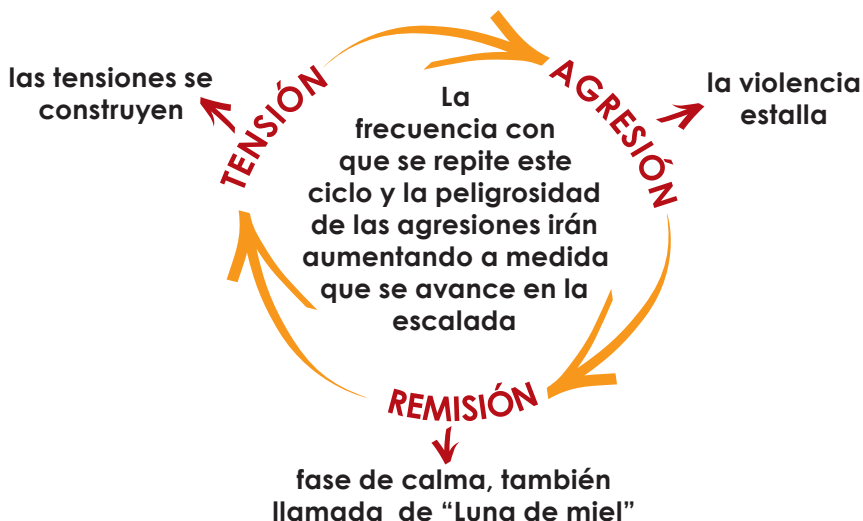 las tensiones se
construyen
TENSIÓN
AGRESIÓN
la violencia
estalla
La
frecuencia con
que se repite este
ciclo y la peligrosidad
de las agresiones irán
aumentando a medida
que se avance en la
escalada
REMISIÓN
fase de calma, también
llamada de “Luna de miel”